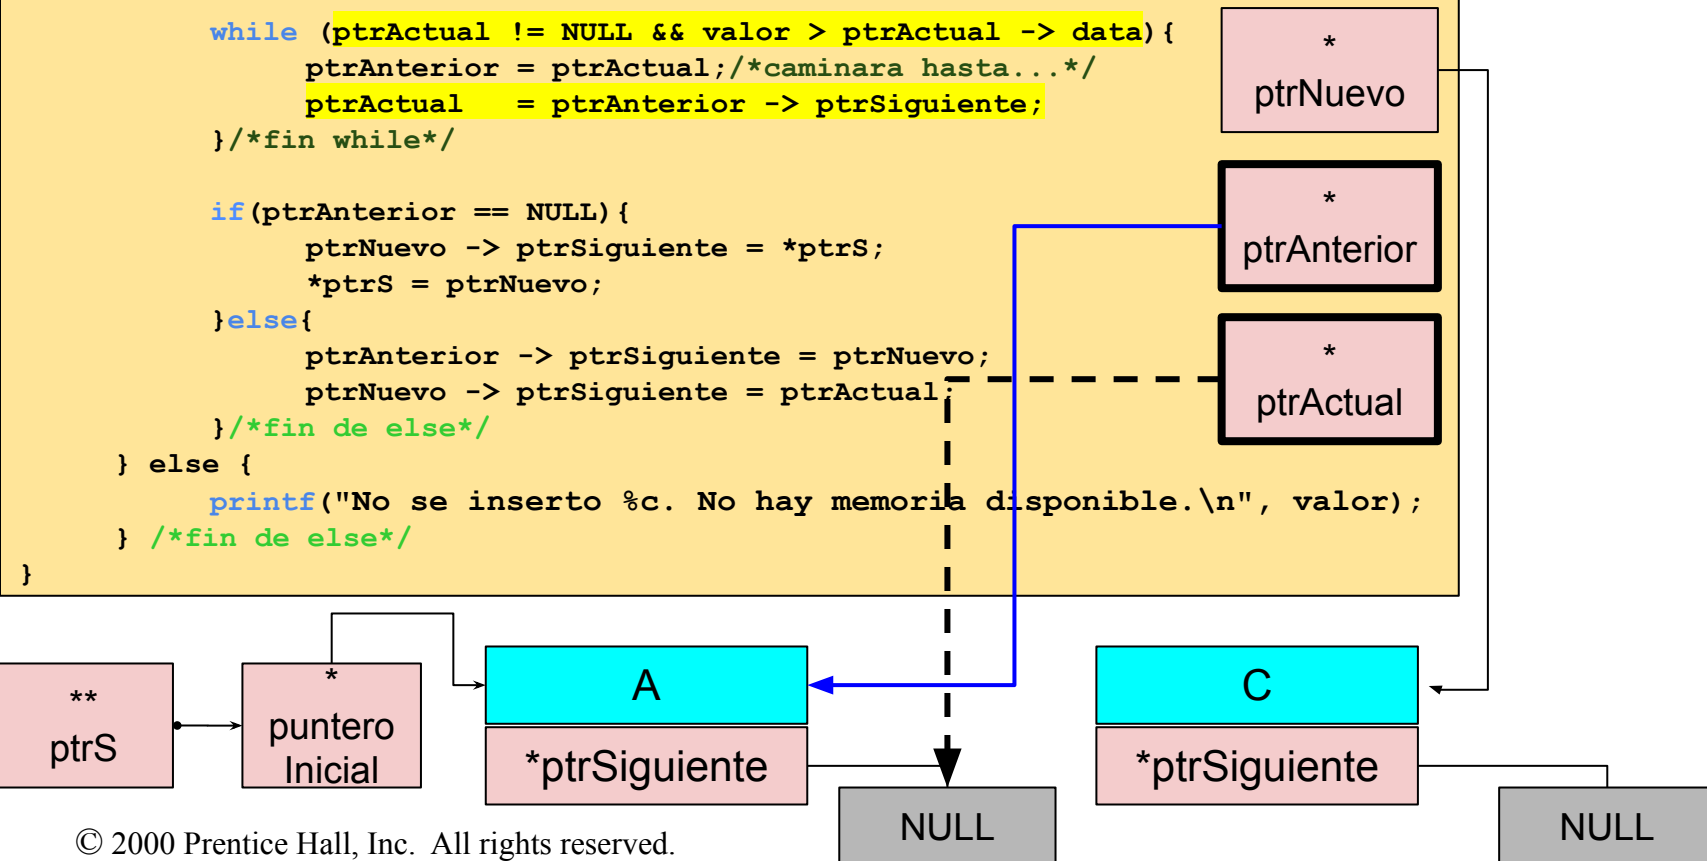 while (ptrActual != NULL && valor > ptrActual -> data){
ptrAnterior = ptrActual;/*caminara hasta...*/
ptrActual   = ptrAnterior -> ptrSiguiente;
}/*fin while*/
if(ptrAnterior == NULL){
ptrNuevo -> ptrSiguiente = *ptrS;
*ptrS = ptrNuevo;
}else{
ptrAnterior -> ptrSiguiente = ptrNuevo;
ptrNuevo -> ptrSiguiente = ptrActual;
}/*fin de else*/
} else {
printf("No se inserto %c. No hay memoria disponible.\n", valor);
} /*fin de else*/
}
*
ptrNuevo
*
ptrAnterior
*
ptrActual
**
ptrS
*
puntero
Inicial
A
*ptrSiguiente
NULL
C
*ptrSiguiente
NULL
© 2000 Prentice Hall, Inc.  All rights reserved.